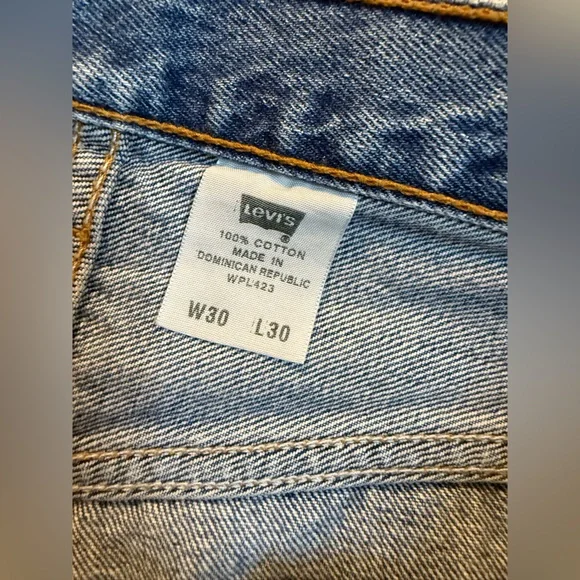 Levi's
®
100% COTTON
MADE IN
DOMINICAN REPUBLIC
WPL423
W30 L30